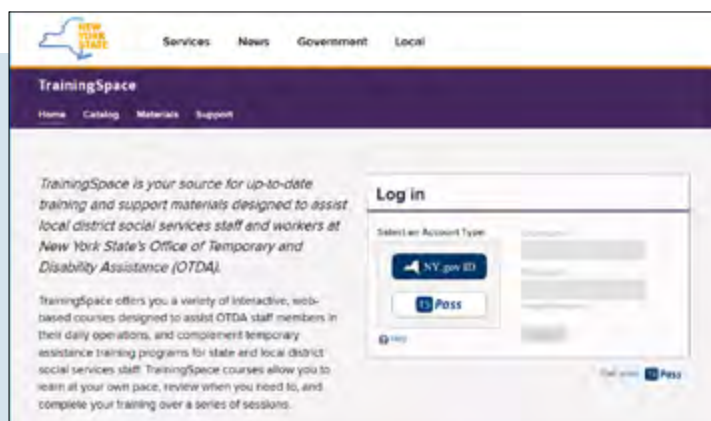 NEW
YORK
STATE
Services News Government Local
TrainingSpace
Home Catalog Materials Support
TrainingSpace is your source for up-to-date
training and support materials designed to assist
local district social services staff and workers at
New York State's Office of Temporary and
Disability Assistance (OTDA).
TrainingSpace offers you a variety of interactive, web-
based courses designed to assist OTDA staff members in
their daily operations, and complement temporary
assistance training programs for state and local district
social services staff. TrainingSpace courses allow you to
learn at your own pace, review when you need to, and
complete your training over a series of sessions.
Log in
Select an Account Type:
NY.gov ID
TS Pass
Help
TS Pass